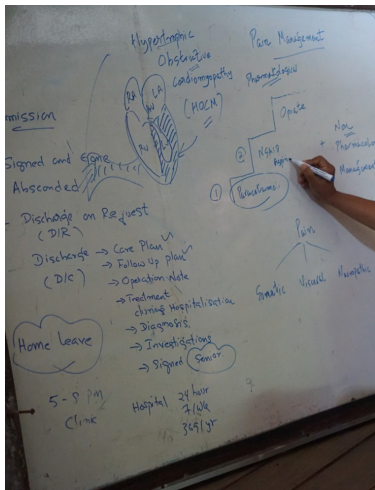 Hypertrophic
Obstructive
Cardiomyopathy
(HOCM)
RA
LA
RV
LV
mission
Signed and gone
Absconded
- Discharge on Request
(D/R)
Discharge
(D/C)
→ Care Plan ✓
→ Follow Up plan ✓
→ Operation Note
→ Treatment
during Hospitalisation
→ Diagnosis
→ Investigations
→ Signed Senior
Home Leave
5-9 pm
Clinic
Hospital
24 hour
7/wk
365/yr
Pain Management
Pharmacological
Opiate
② NSAID
① Paracetamol
+
Non
Pharmacological
Management
Pain
Somatic
Visceral
Neuropathic